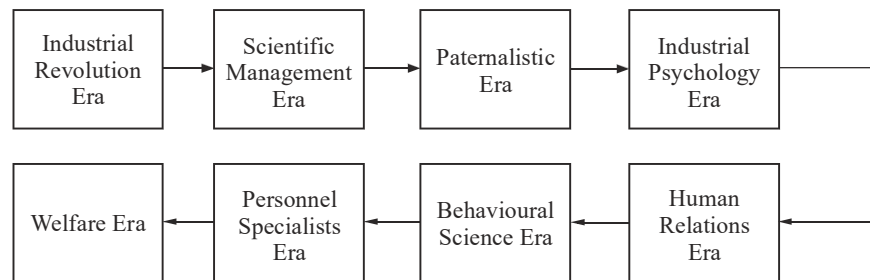 Industrial
Revolution
Era
Scientific
Management
Era
Paternalistic
Era
Industrial
Psychology
Era
Welfare Era
Personnel
Specialists
Era
Behavioural
Science Era
Human
Relations
Era